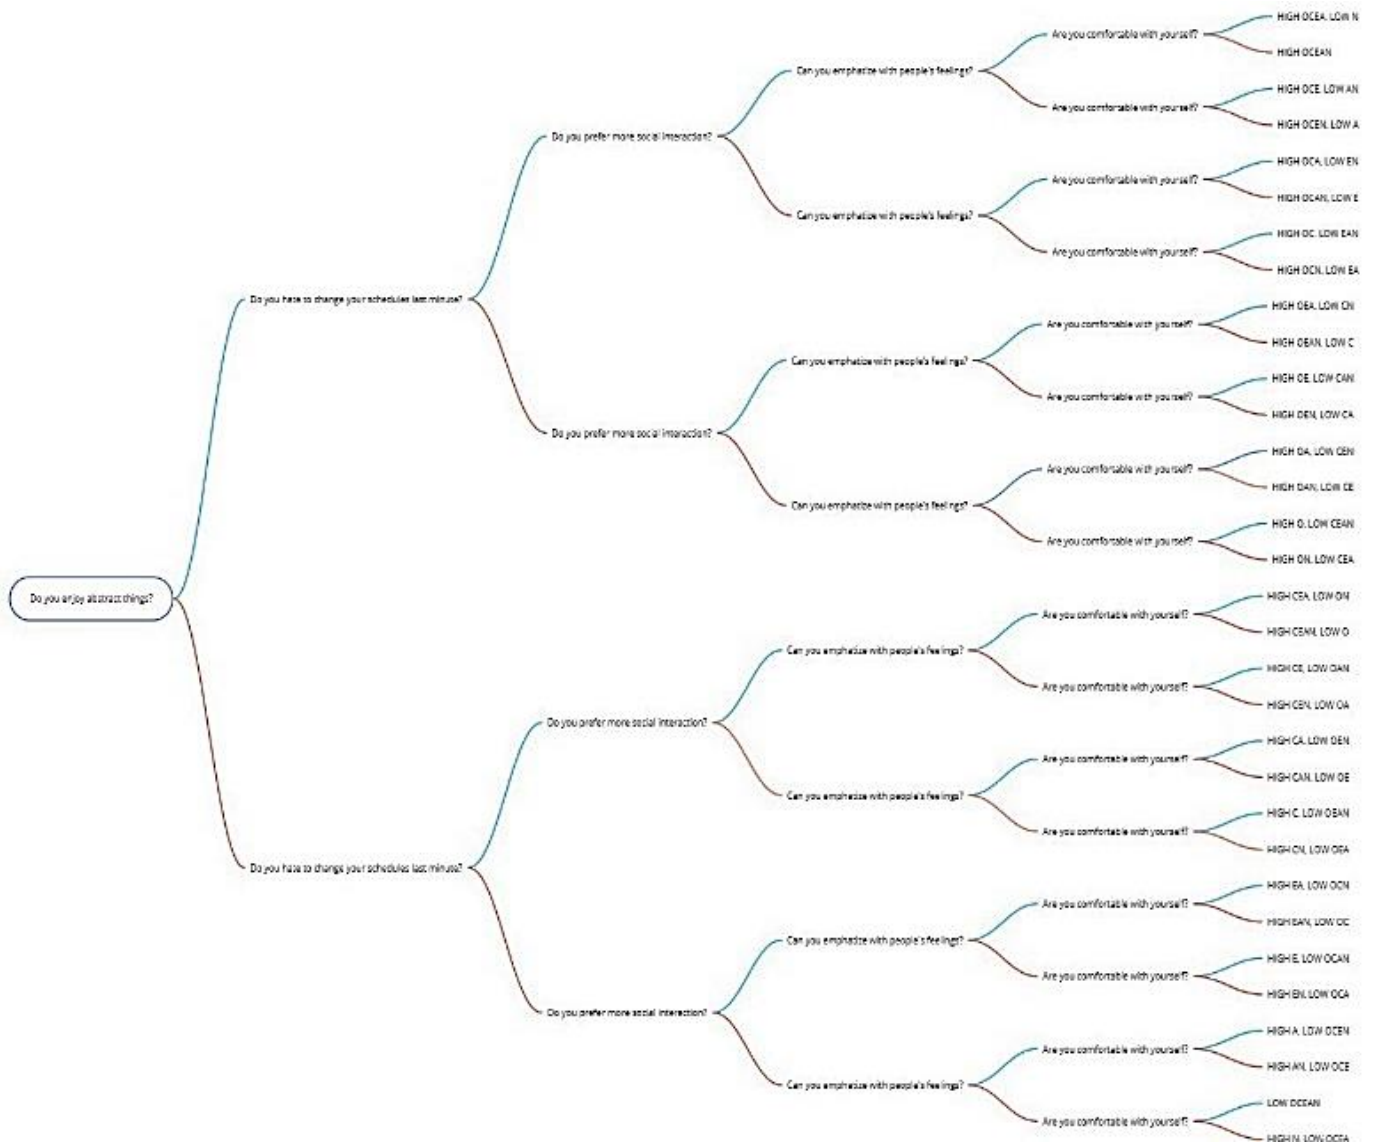 Do you enjoy abstract things?
Do you hate to change your schedules last minute?
Do you prefer more social interaction?
Can you emphatize with people's feelings?
Are you comfortable with yourself?
HIGH OCEA, LOW N
HIGH OCEAN
Are you comfortable with yourself?
HIGH OCE, LOW AN
HIGH OCEN, LOW A
Can you emphatize with people's feelings?
Are you comfortable with yourself?
HIGH OCA, LOW EN
HIGH OCAN, LOW E
Are you comfortable with yourself?
HIGH OC, LOW EAN
HIGH OCN, LOW EA
Do you prefer more social interaction?
Can you emphatize with people's feelings?
Are you comfortable with yourself?
HIGH OEA, LOW CN
HIGH OEAN, LOW C
Are you comfortable with yourself?
HIGH OE, LOW CAN
HIGH OEN, LOW CA
Can you emphatize with people's feelings?
Are you comfortable with yourself?
HIGH OA, LOW CEN
HIGH OAN, LOW CE
Are you comfortable with yourself?
HIGH O, LOW CEAN
HIGH ON, LOW CEA
Do you hate to change your schedules last minute?
Do you prefer more social interaction?
Can you emphatize with people's feelings?
Are you comfortable with yourself?
HIGH CEA, LOW ON
HIGH CEAN, LOW O
Are you comfortable with yourself?
HIGH CE, LOW OAN
HIGH CEN, LOW OA
Can you emphatize with people's feelings?
Are you comfortable with yourself?
HIGH CA, LOW OEN
HIGH CAN, LOW OE
Are you comfortable with yourself?
HIGH C, LOW OEAN
HIGH CN, LOW OEA
Do you prefer more social interaction?
Can you emphatize with people's feelings?
Are you comfortable with yourself?
HIGH EA, LOW OCN
HIGH EAN, LOW OC
Are you comfortable with yourself?
HIGH E, LOW OCAN
HIGH EN, LOW OCA
Can you emphatize with people's feelings?
Are you comfortable with yourself?
HIGH A, LOW OCEN
HIGH AN, LOW OCE
Are you comfortable with yourself?
LOW OCEAN
HIGH N, LOW OCEA